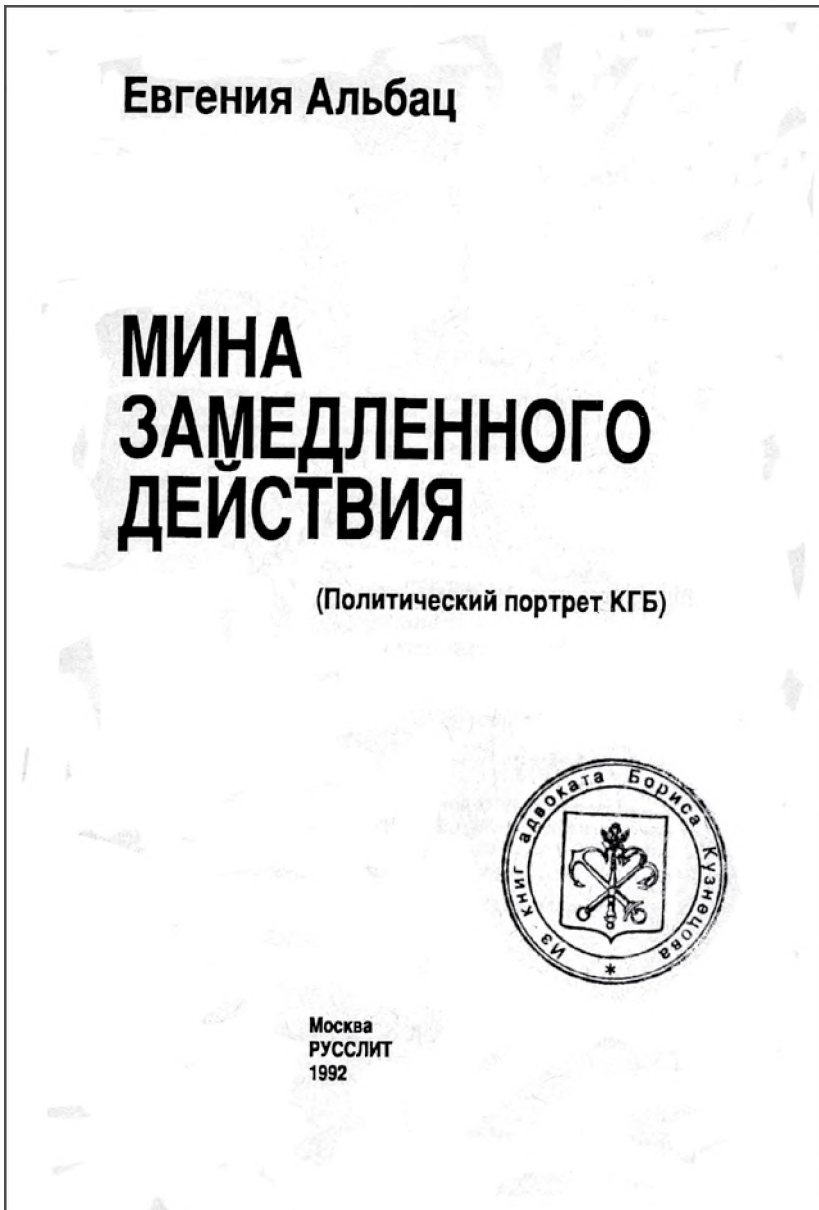 Евгения Альбац
МИНА
ЗАМЕДЛЕННОГО
ДЕЙСТВИЯ
(Политический портрет КГБ)
Из книг адвоката Бориса Кузнецова
*
Москва
РУССЛИТ
1992